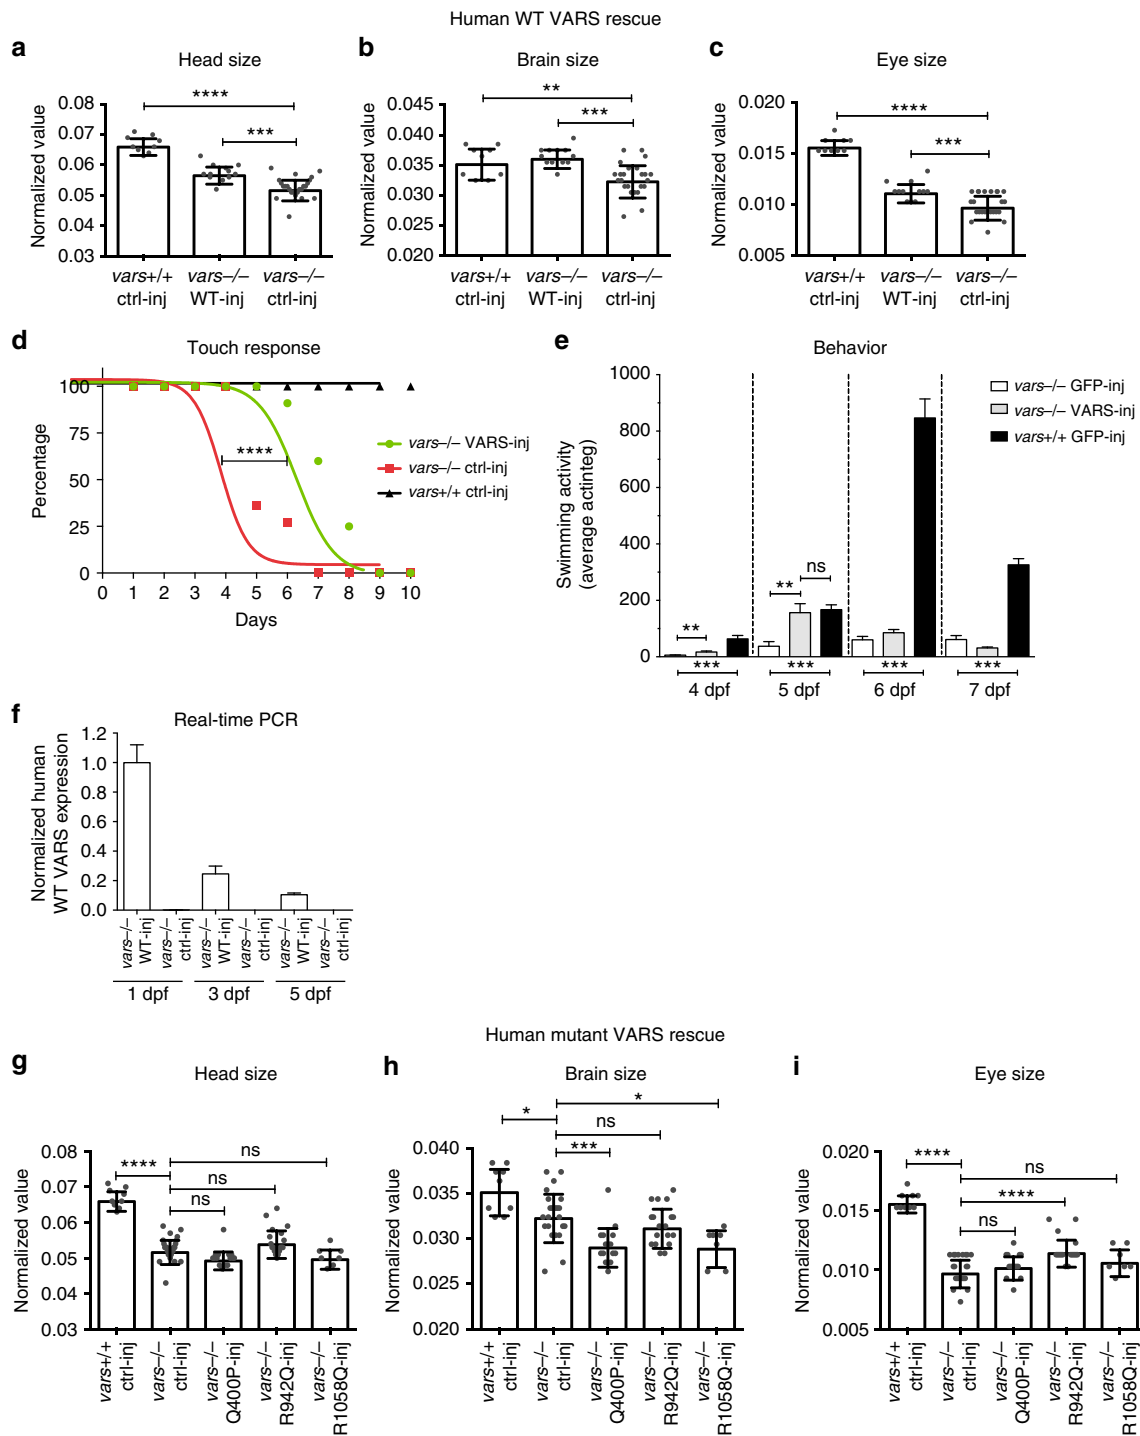 Human WT VARS rescue
a
Head size
Normalized value
0.08
0.07
0.06
0.05
0.04
0.03
****
***
vars+/+
ctrl-inj
vars–/–
WT-inj
vars–/–
ctrl-inj
b
Brain size
Normalized value
0.045
0.040
0.035
0.030
0.025
0.020
**
***
vars+/+
ctrl-inj
vars–/–
WT-inj
vars–/–
ctrl-inj
c
Eye size
Normalized value
0.020
0.015
0.010
0.005
****
***
vars+/+
ctrl-inj
vars–/–
WT-inj
vars–/–
ctrl-inj
d
Touch response
Percentage
100
75
50
25
0
****
0 1 2 3 4 5 6 7 8 9 10
Days
vars–/– VARS-inj
vars–/– ctrl-inj
vars+/+ ctrl-inj
e
Behavior
Swimming activity
(average actinteg)
1000
800
600
400
200
0
vars–/– GFP-inj
vars–/– VARS-inj
vars+/+ GFP-inj
**
**
ns
***
***
***
***
4 dpf
5 dpf
6 dpf
7 dpf
f
Real-time PCR
Normalized human
WT VARS expression
1.2
1.0
0.8
0.6
0.4
0.2
0.0
vars–/–
WT-inj
vars–/–
ctrl-inj
vars–/–
WT-inj
vars–/–
ctrl-inj
vars–/–
WT-inj
vars–/–
ctrl-inj
1 dpf
3 dpf
5 dpf
Human mutant VARS rescue
g
Head size
Normalized value
0.08
0.07
0.06
0.05
0.04
0.03
ns
****
ns
ns
vars+/+
ctrl-inj
vars–/–
ctrl-inj
vars–/–
Q400P-inj
vars–/–
R942Q-inj
vars–/–
R1058Q-inj
h
Brain size
Normalized value
0.040
0.035
0.030
0.025
0.020
*
*
ns
***
vars+/+
ctrl-inj
vars–/–
ctrl-inj
vars–/–
Q400P-inj
vars–/–
R942Q-inj
vars–/–
R1058Q-inj
i
Eye size
Normalized value
0.020
0.015
0.010
0.005
****
ns
****
ns
vars+/+
ctrl-inj
vars–/–
ctrl-inj
vars–/–
Q400P-inj
vars–/–
R942Q-inj
vars–/–
R1058Q-inj